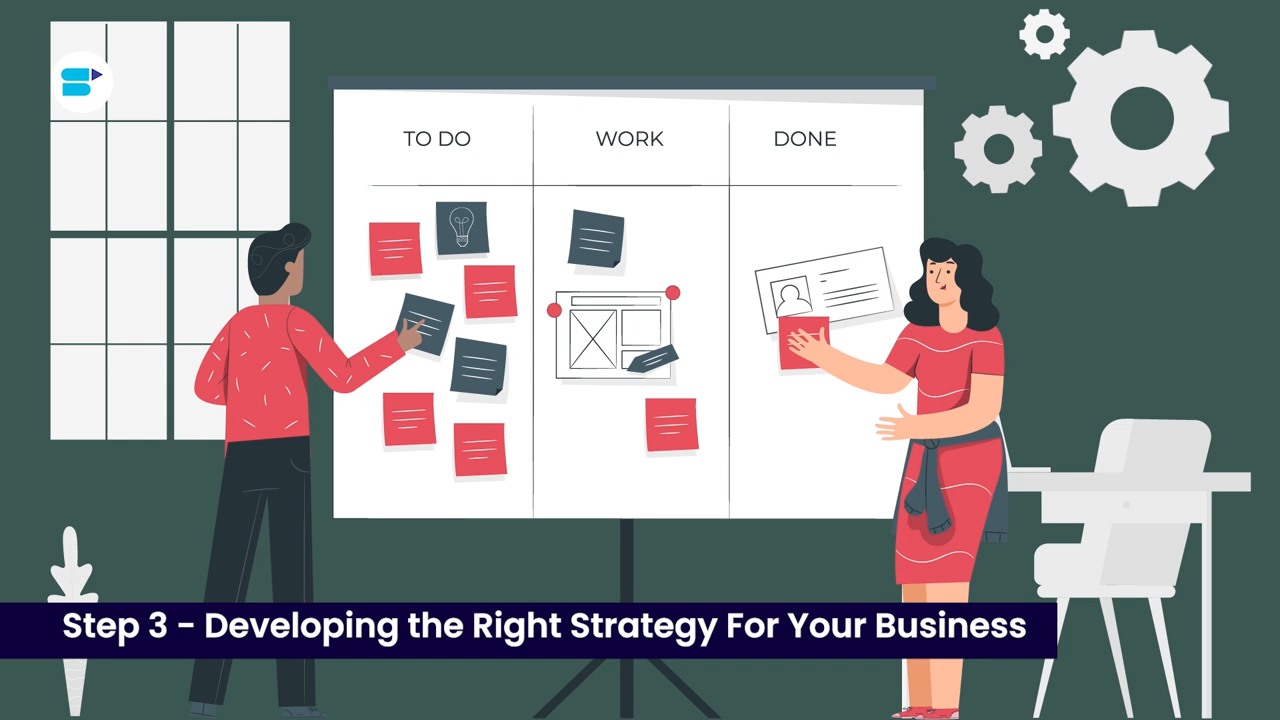 TO DO
WORK
DONE
Step 3 - Developing the Right Strategy For Your Business